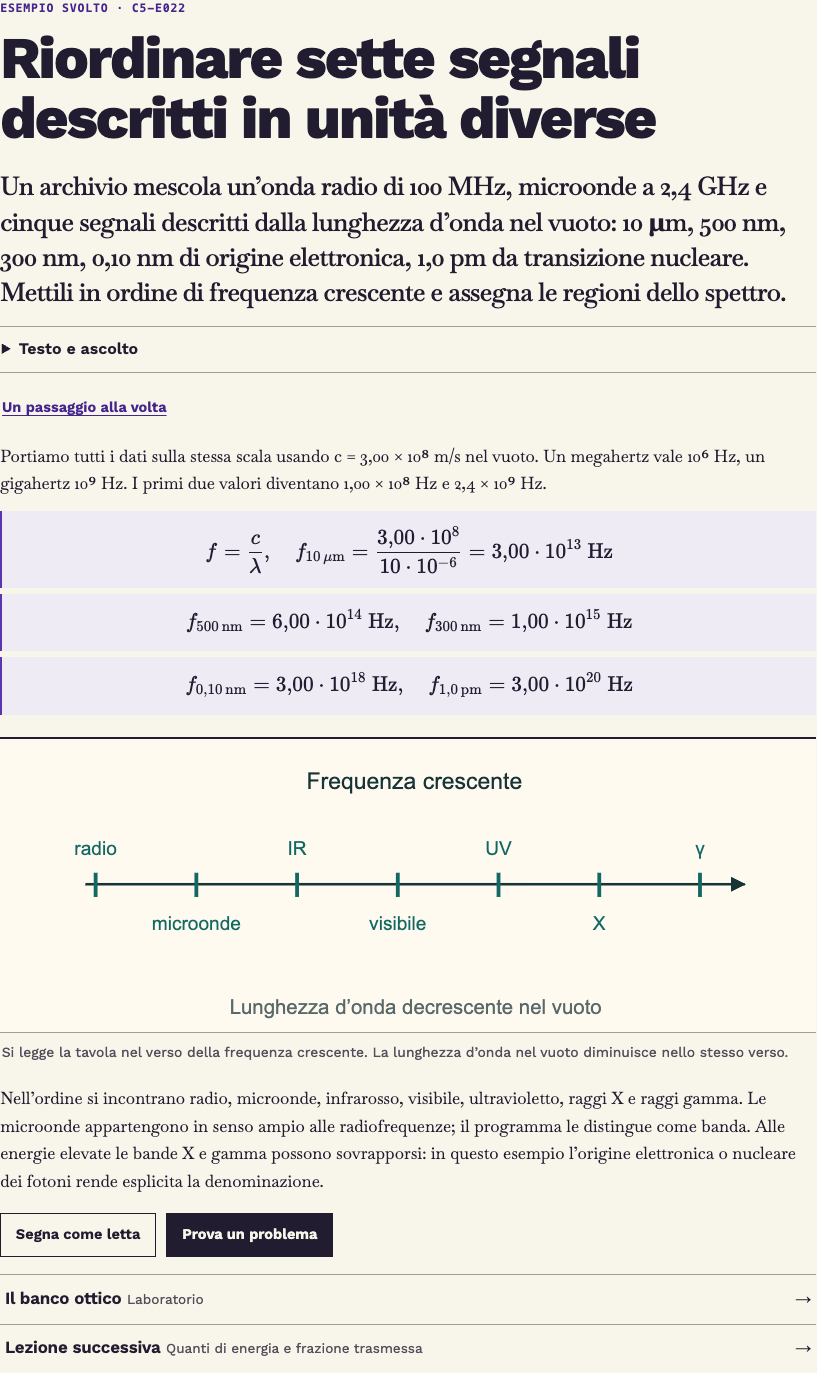 ESEMPIO SVOLTO · C5–E022
Riordinare sette segnali
descritti in unità diverse
Un archivio mescola un’onda radio di 100 MHz, microonde a 2,4 GHz e
cinque segnali descritti dalla lunghezza d’onda nel vuoto: 10 μm, 500 nm,
300 nm, 0,10 nm di origine elettronica, 1,0 pm da transizione nucleare.
Mettili in ordine di frequenza crescente e assegna le regioni dello spettro.
▶ Testo e ascolto
Un passaggio alla volta
Portiamo tutti i dati sulla stessa scala usando c = 3,00 × 10⁸ m/s nel vuoto. Un megahertz vale 10⁶ Hz, un
gigahertz 10⁹ Hz. I primi due valori diventano 1,00 × 10⁸ Hz e 2,4 × 10⁹ Hz.
f = c/λ, f₁₀ μm = 3,00 · 10⁸ / 10 · 10⁻⁶ = 3,00 · 10¹³ Hz
f₅₀₀ nm = 6,00 · 10¹⁴ Hz, f₃₀₀ nm = 1,00 · 10¹⁵ Hz
f₀,₁₀ nm = 3,00 · 10¹⁸ Hz, f₁,₀ pm = 3,00 · 10²⁰ Hz
Frequenza crescente
radio IR UV γ
microonde visibile X
Lunghezza d’onda decrescente nel vuoto
Si legge la tavola nel verso della frequenza crescente. La lunghezza d’onda nel vuoto diminuisce nello stesso verso.
Nell’ordine si incontrano radio, microonde, infrarosso, visibile, ultravioletto, raggi X e raggi gamma. Le
microonde appartengono in senso ampio alle radiofrequenze; il programma le distingue come banda. Alle
energie elevate le bande X e gamma possono sovrapporsi: in questo esempio l’origine elettronica o nucleare
dei fotoni rende esplicita la denominazione.
Segna come letta Prova un problema
Il banco ottico Laboratorio →
Lezione successiva Quanti di energia e frazione trasmessa →